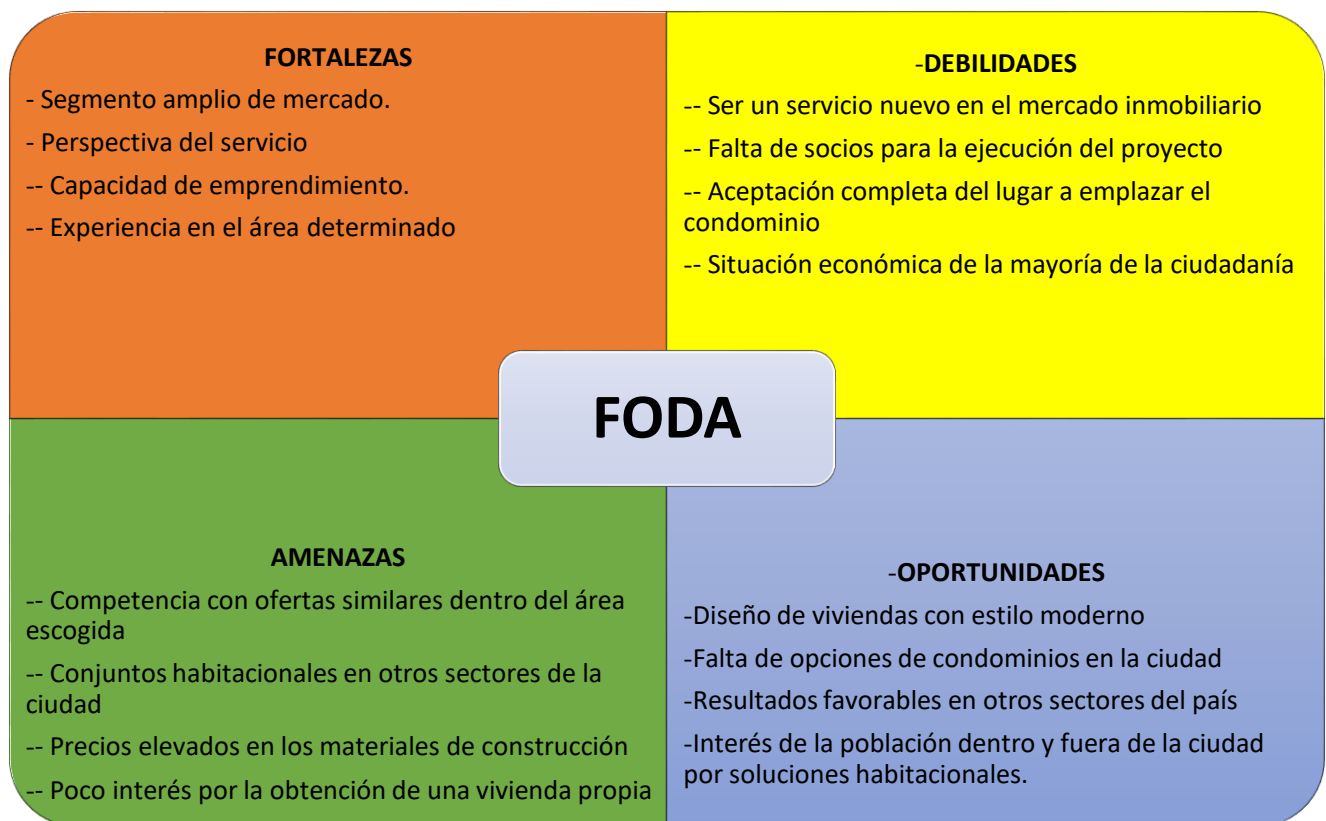 FORTALEZAS
- Segmento amplio de mercado.
- Perspectiva del servicio
-- Capacidad de emprendimiento.
-- Experiencia en el área determinado
-DEBILIDADES
-- Ser un servicio nuevo en el mercado inmobiliario
-- Falta de socios para la ejecución del proyecto
-- Aceptación completa del lugar a emplazar el
condominio
-- Situación económica de la mayoría de la ciudadanía
FODA
AMENAZAS
-- Competencia con ofertas similares dentro del área
escogida
-- Conjuntos habitacionales en otros sectores de la
ciudad
-- Precios elevados en los materiales de construcción
-- Poco interés por la obtención de una vivienda propia
-OPORTUNIDADES
-Diseño de viviendas con estilo moderno
-Falta de opciones de condominios en la ciudad
-Resultados favorables en otros sectores del país
-Interés de la población dentro y fuera de la ciudad
por soluciones habitacionales.